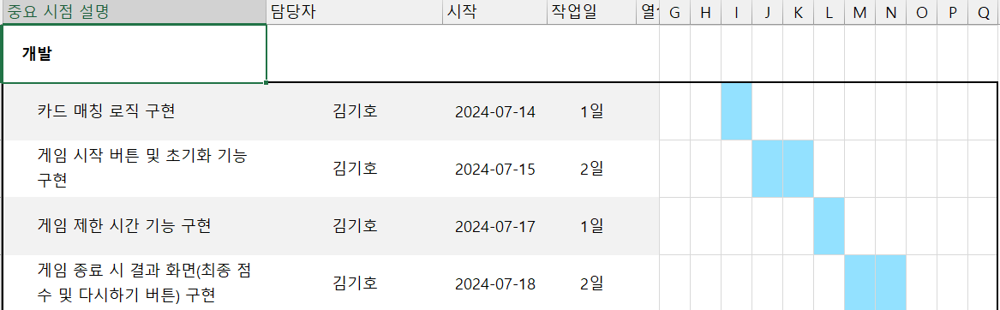 중요 시점 설명 담당자 시작 작업일 열1 G H I J K L M N O P Q
개발
카드 매칭 로직 구현 김기호 2024-07-14 1일
게임 시작 버튼 및 초기화 기능
구현 김기호 2024-07-15 2일
게임 제한 시간 기능 구현 김기호 2024-07-17 1일
게임 종료 시 결과 화면(최종 점
수 및 다시하기 버튼) 구현 김기호 2024-07-18 2일